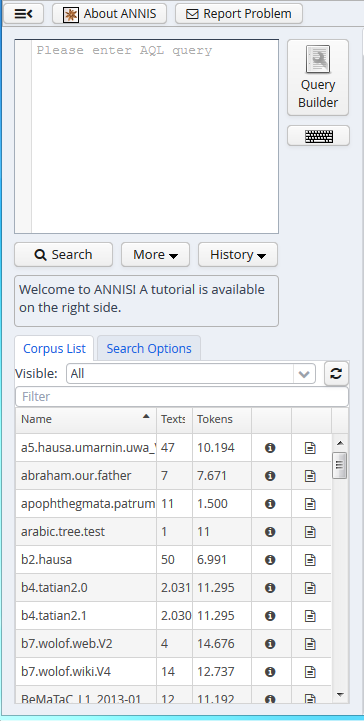 About ANNIS Report Problem
Please enter AQL query
Query
Builder
Search More History
Welcome to ANNIS! A tutorial is available
on the right side.
Corpus List Search Options
Visible: All
Filter
Name Texts Tokens
a5.hausa.umarnin.uwa_ 47 10.194
abraham.our.father 7 7.671
apophthegmata.patrum 11 1.500
arabic.tree.test 1 11
b2.hausa 50 6.991
b4.tatian2.0 2.031 11.295
b4.tatian2.1 2.030 11.295
b7.wolof.web.V2 4 14.676
b7.wolof.wiki.V4 14 12.737
BeMaTaC_L1_2013-01 12 11.192